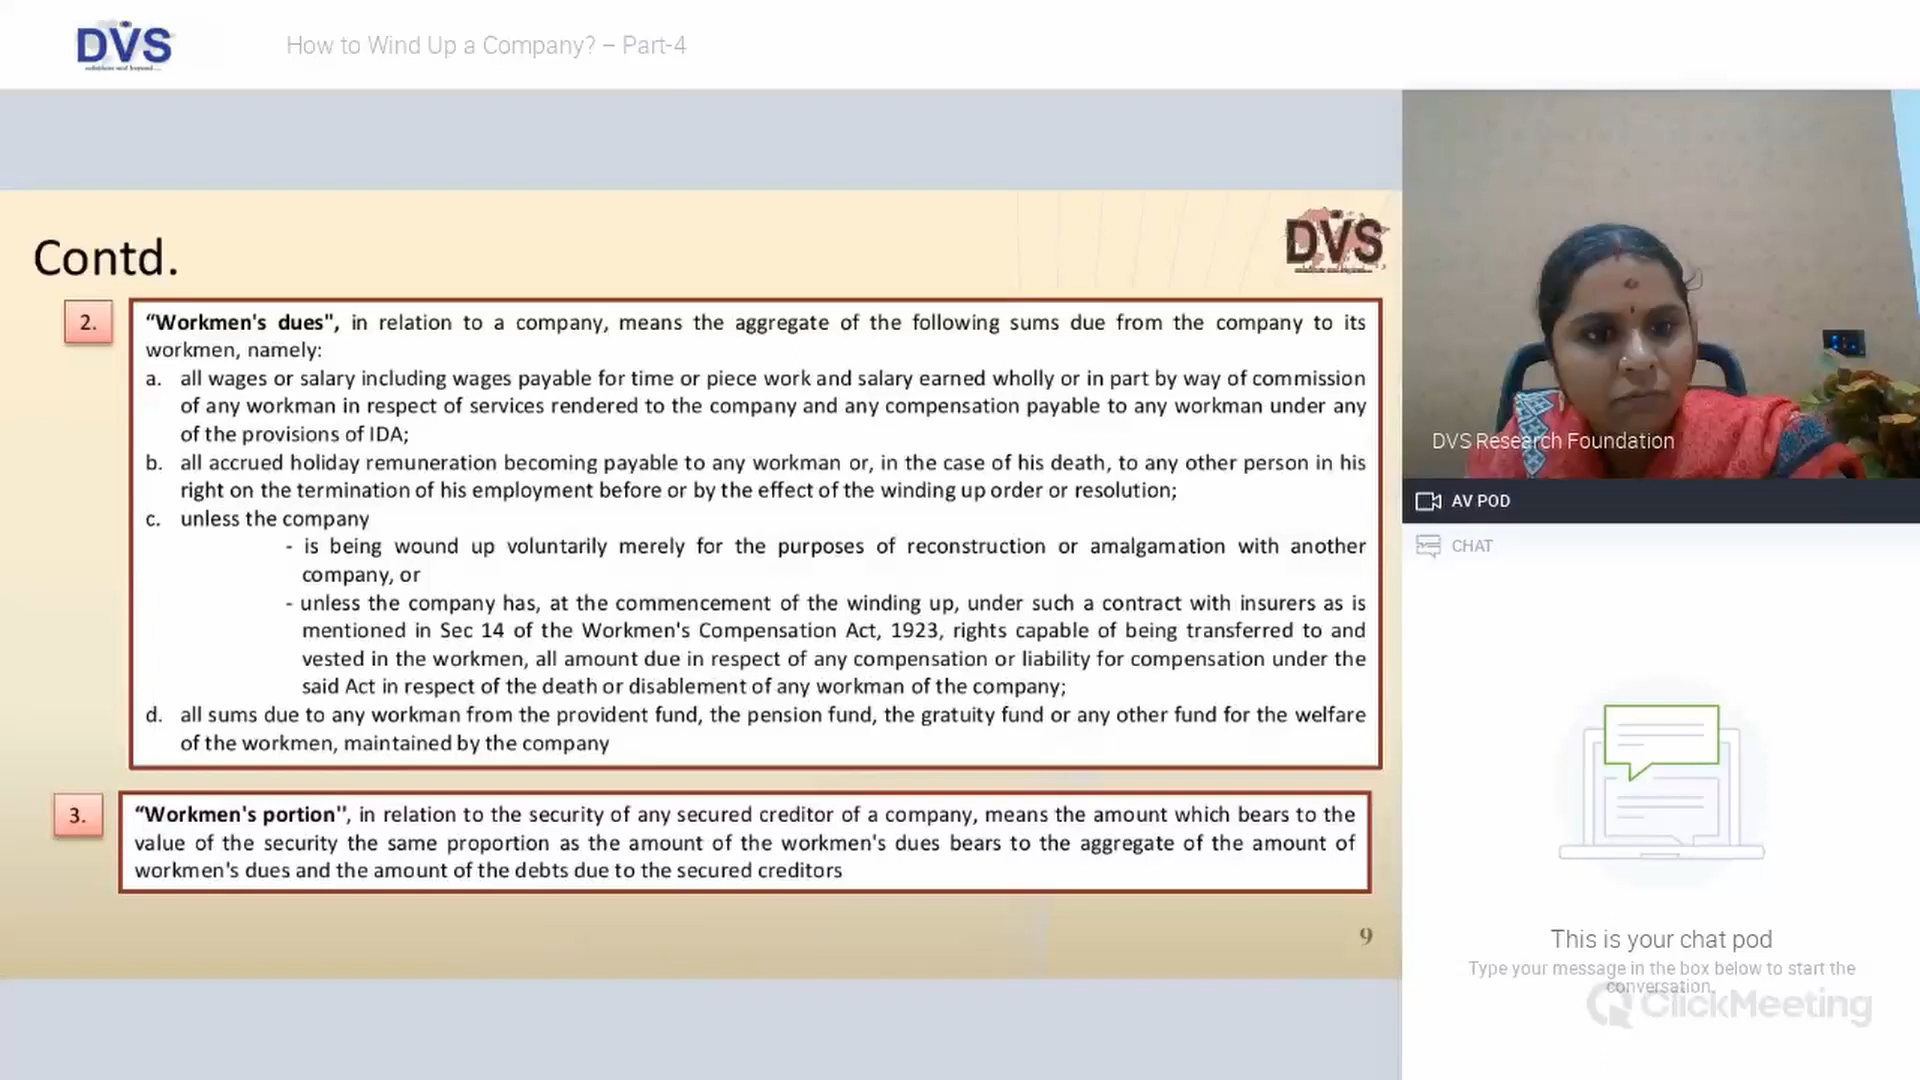 DVS
How to Wind Up a Company? – Part-4
Contd.
DVS
2.
“Workmen's dues", in relation to a company, means the aggregate of the following sums due from the company to its
workmen, namely:
a. all wages or salary including wages payable for time or piece work and salary earned wholly or in part by way of commission
of any workman in respect of services rendered to the company and any compensation payable to any workman under any
of the provisions of IDA;
b. all accrued holiday remuneration becoming payable to any workman or, in the case of his death, to any other person in his
right on the termination of his employment before or by the effect of the winding up order or resolution;
c. unless the company
- is being wound up voluntarily merely for the purposes of reconstruction or amalgamation with another
company, or
- unless the company has, at the commencement of the winding up, under such a contract with insurers as is
mentioned in Sec 14 of the Workmen's Compensation Act, 1923, rights capable of being transferred to and
vested in the workmen, all amount due in respect of any compensation or liability for compensation under the
said Act in respect of the death or disablement of any workman of the company;
d. all sums due to any workman from the provident fund, the pension fund, the gratuity fund or any other fund for the welfare
of the workmen, maintained by the company
3.
“Workmen's portion'', in relation to the security of any secured creditor of a company, means the amount which bears to the
value of the security the same proportion as the amount of the workmen's dues bears to the aggregate of the amount of
workmen's dues and the amount of the debts due to the secured creditors
9
DVS Research Foundation
AV POD
CHAT
This is your chat pod
Type your message in the box below to start the
conversation.
ClickMeeting